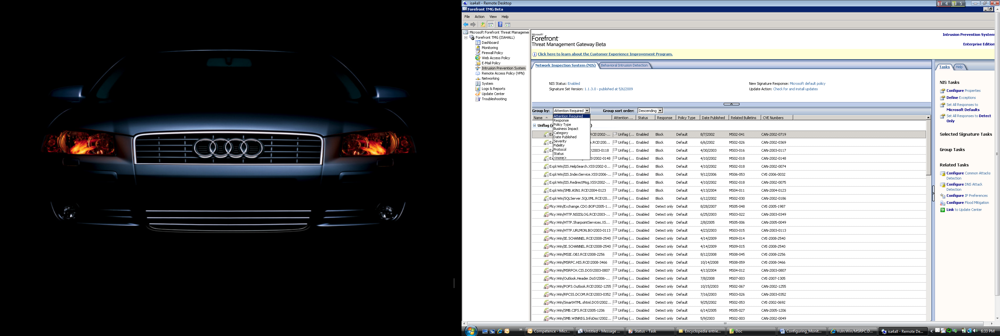 isa4all - Remote Desktop
4 5
Forefront TMG Beta
File Action View Help
Microsoft Forefront Threat Manageme
Forefront TMG (ISA4ALL)
Dashboard
Monitoring
Firewall Policy
Web Access Policy
E-Mail Policy
Intrusion Prevention System
Remote Access Policy (VPN)
Networking
System
Logs & Reports
Update Center
Troubleshooting
Microsoft
Forefront
Threat Management Gateway Beta
Intrusion Prevention System
Enterprise Edition
Click here to learn about the Customer Experience Improvement Program.
Network Inspection System (NIS) Behavioral Intrusion Detection
NIS Status: Enabled New Signature Response: Microsoft default policy
Signature Set Version: 1.1.3.0 - published at 5/6/2009 Update Action: Check for and install updates
Group by: Attention Required Group sort order: Descending
Attention Required
Response
Policy Type
Business Impact
Category
Date Published
Severity
Fidelity
Protocol
Status
<none>
Name Attention ... Status Response Policy Type Date Published Related Bulletins CVE Numbers
Unflag ( )
Ex RCE!2002-... Unflag (... Enabled Block Default 8/7/2002 MS02-041 CAN-2002-0719
Ex e.RCE!200... Unflag (... Enabled Block Default 6/6/2002 MS02-026 CAN-2002-0369
Ex !2003-0118 Unflag (... Enabled Block Default 4/30/2003 MS03-016 CAN-2003-0117
Ex S!2002-0148 Unflag (... Enabled Block Default 4/10/2002 MS02-018 CAN-2002-0148
Expl:Win/IIS.HelpSearch.XSS!2002-0... Unflag (... Enabled Block Default 4/10/2002 MS02-018 CAN-2002-0074
Expl:Win/IIS.IndexService.XSS!2006-... Unflag (... Enabled Block Default 9/12/2006 MS06-053 CVE-2006-0032
Expl:Win/IIS.RedirectMsg.XSS!2002-... Unflag (... Enabled Block Default 4/10/2002 MS02-018 CAN-2002-0075
Expl:Win/SMB.ASN1.RCE!2004-0123 Unflag (... Enabled Block Default 4/13/2004 MS04-011 CAN-2004-0123
Expl:Win/SQLServer.SQLXML.RCE!20... Unflag (... Enabled Block Default 6/12/2002 MS02-030 CAN-2002-0186
Plcy:Win/Exchange.CDO.BOF!2005-1... Unflag (... Disabled Detect only Default 8/28/2007 MS05-048 CVE-2005-1987
Plcy:Win/HTTP.NSIISLOG.RCE!2003-... Unflag (... Disabled Detect only Default 6/25/2003 MS03-022 CAN-2003-0349
Plcy:Win/HTTP.SharpointServices.XS... Unflag (... Disabled Detect only Default 2/8/2005 MS05-006 CAN-2005-0049
Plcy:Win/HTTP.URLMON.BO!2003-0113 Unflag (... Disabled Detect only Default 4/23/2003 MS03-015 CAN-2003-0113
Plcy:Win/IE.SCHANNEL.RCE!2008-2540 Unflag (... Disabled Detect only Default 4/14/2009 MS09-014 CVE-2008-2540
Plcy:Win/IE.SCHANNEL.RCE!2008-2540 Unflag (... Disabled Detect only Default 4/14/2009 MS09-015 CVE-2008-2540
Plcy:Win/MSIE.OBJ.RCE!2008-2256 Unflag (... Disabled Detect only Default 8/12/2008 MS08-045 CVE-2008-2256
Plcy:Win/MSRPC.HIS.RCE!2008-3466 Unflag (... Disabled Detect only Default 10/14/2008 MS08-059 CVE-2008-3466
Plcy:Win/MSRPCH.CIS.DOS!2003-0807 Unflag (... Disabled Detect only Default 4/13/2004 MS04-012 CAN-2003-0807
Plcy:Win/Outlook.Header.DoS!2006-... Unflag (... Disabled Detect only Default 7/8/2008 MS07-003 CVE-2007-1305
Plcy:Win/POP3.Outlook.RCE!2002-1255 Unflag (... Disabled Detect only Default 10/15/2003 MS02-067 CAN-2002-1255
Plcy:Win/RPCSS.DCOM.RCE!2003-0352 Unflag (... Disabled Detect only Default 7/16/2003 MS03-026 CAN-2003-0352
Plcy:Win/SmartHTML.shtml.DOS!2002... Unflag (... Disabled Detect only Default 9/25/2002 MS02-053 CVE-2002-0692
Plcy:Win/SMB.CIFS.RCE!2005-1206 Unflag (... Disabled Detect only Default 6/14/2005 MS05-027 CAN-2005-1206
Plcy:Win/SMB.WINREG.InfoDisc!2002... Unflag (... Disabled Detect only Default 5/9/2003 MS02-003 CAN-2002-0049
Tasks Help
NIS Tasks
Configure Properties
Define Exceptions
Set All Responses to
Microsoft Defaults
Set All Responses to Detect
Only
Selected Signature Tasks
Group Tasks
Related Tasks
Configure Common Attacks
Detection
Configure DNS Attack
Detection
Configure IP Preferences
Configure Flood Mitigation
Link to Update Center
Competence - Micr... Untitled - Message ... Status - Task Encyclopedia entrie... Doc Configuring_Monit... Vuln:Win/MSRPC.D... isa4all - Remote De... 6:33 PM